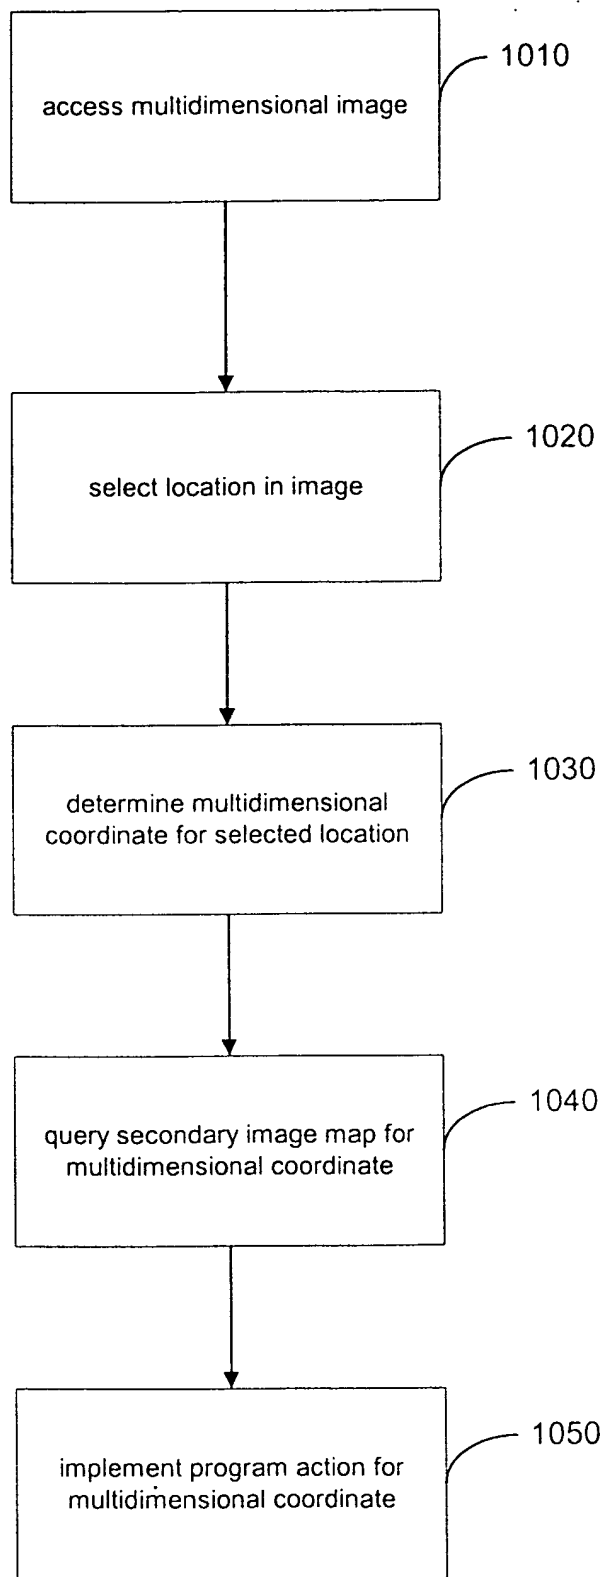 1010
access multidimensional image
1020
select location in image
1030
determine multidimensional
coordinate for selected location
1040
query secondary image map for
multidimensional coordinate
1050
implement program action for
multidimensional coordinate